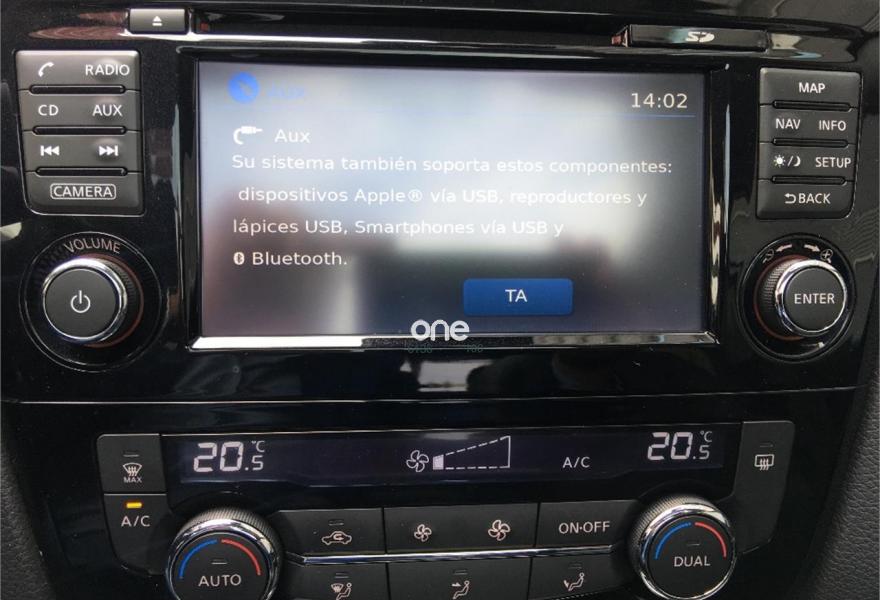 RADIO
CD AUX
CAMERA
VOLUME
AUX
14:02
Aux
Su sistema también soporta estos componentes:
dispositivos Apple® vía USB, reproductores y
lápices USB, Smartphones vía USB y
Bluetooth.
TA
one
MAP
NAV INFO
SETUP
BACK
ENTER
20.5°C
A/C
20.5°C
MAX
A/C
AUTO
ON·OFF
DUAL